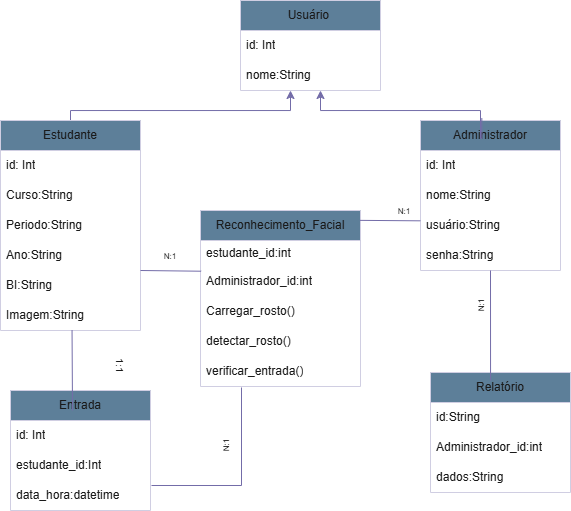 Usuário
id: Int
nome:String
Estudante
id: Int
Curso:String
Periodo:String
Ano:String
BI:String
Imagem:String
Administrador
id: Int
nome:String
usuário:String
senha:String
Reconhecimento_Facial
estudante_id:int
Administrador_id:int
Carregar_rosto()
detectar_rosto()
verificar_entrada()
N:1
N:1
N:1
1:1
N:1
Entrada
id: Int
estudante_id:Int
data_hora:datetime
Relatório
id:String
Administrador_id:int
dados:String